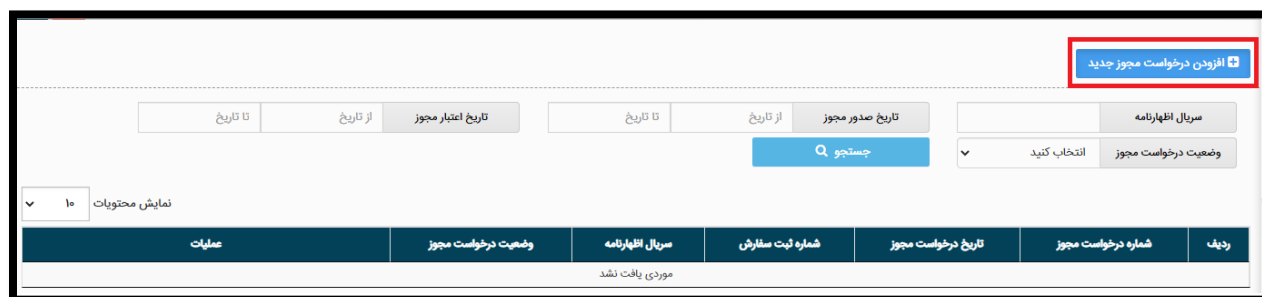 افزودن درخواست مجوز جدید
سریال اظهارنامه تاریخ صدور مجوز از تاریخ تا تاریخ تاریخ اعتبار مجوز از تاریخ تا تاریخ
وضعیت درخواست مجوز انتخاب کنید جستجو
نمایش محتویات ۱۰
ردیف شماره درخواست مجوز تاریخ درخواست مجوز شماره ثبت سفارش سریال اظهارنامه وضعیت درخواست مجوز عملیات
موردی یافت نشد